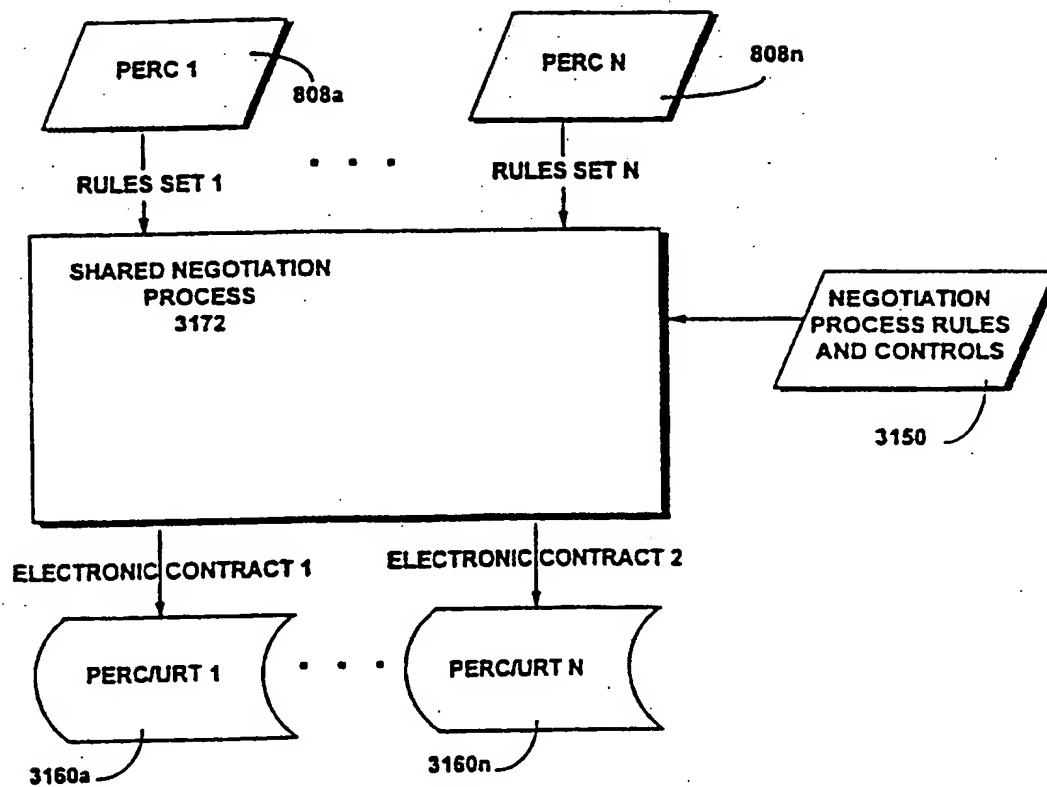 PERC 1
808a
PERC N
808n
RULES SET 1
RULES SET N
SHARED NEGOTIATION
PROCESS
3172
NEGOTIATION
PROCESS RULES
AND CONTROLS
3150
ELECTRONIC CONTRACT 1
ELECTRONIC CONTRACT 2
PERC/URT 1
PERC/URT N
3160a
3160n